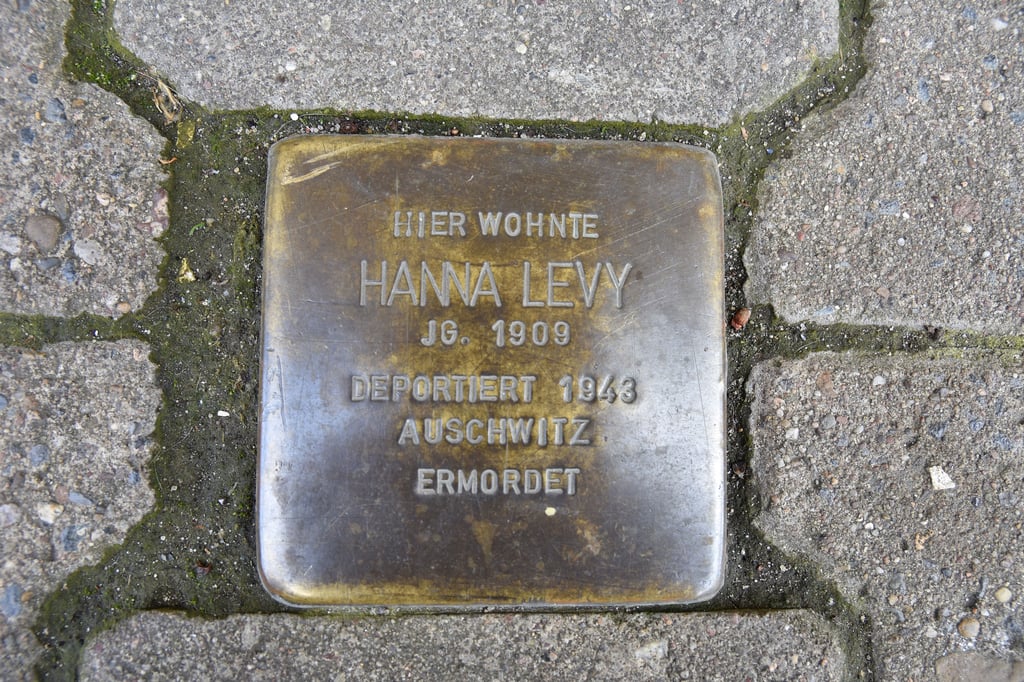 HIER WOHNTE
HANNA LEVY
JG. 1909
DEPORTIERT 1943
AUSCHWITZ
ERMORDET